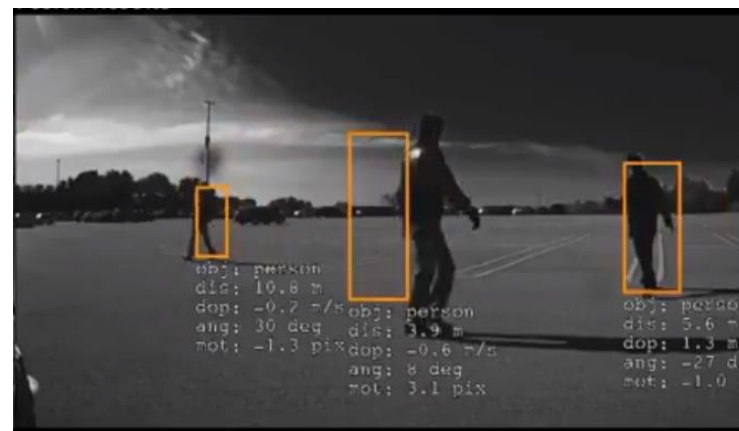 obj: person
dis: 10.8 m
dop: -0.2 m/s
ang: 30 deg
mot: -1.3 pix
obj: person
dis: 3.9 m
dop: -0.6 m/s
ang: 8 deg
mot: 3.1 pix
obj: perso
dis: 5.6 m
dop: 1.3 m
ang: -27 d
mot: -1.0